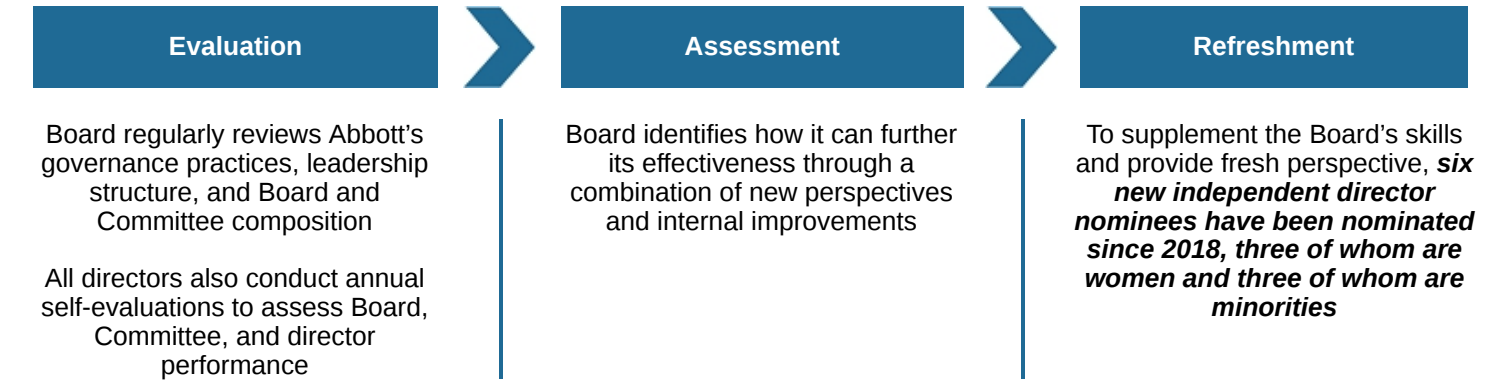 Evaluation
Board regularly reviews Abbott’s
governance practices, leadership
structure, and Board and
Committee composition
All directors also conduct annual
self-evaluations to assess Board,
Committee, and director
performance
Assessment
Board identifies how it can further
its effectiveness through a
combination of new perspectives
and internal improvements
Refreshment
To supplement the Board’s skills
and provide fresh perspective, six
new independent director
nominees have been nominated
since 2018, three of whom are
women and three of whom are
minorities